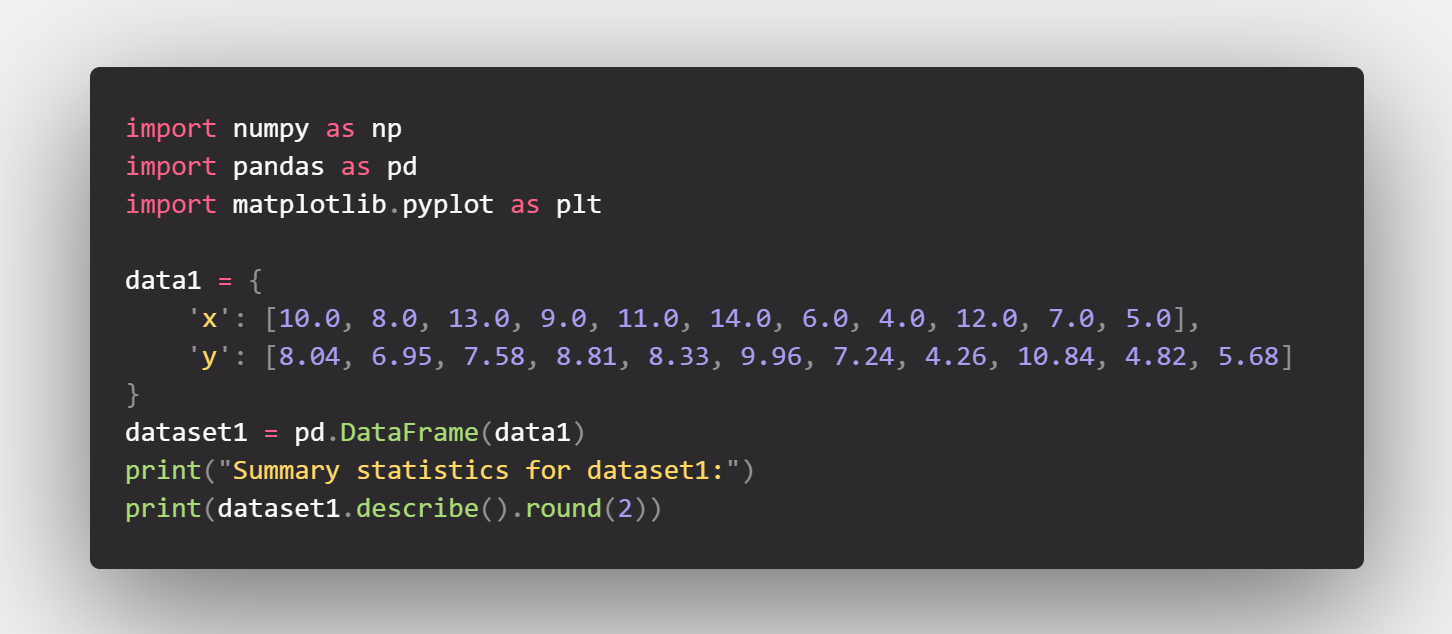 import numpy as np
import pandas as pd
import matplotlib.pyplot as plt
data1 = {
    'x': [10.0, 8.0, 13.0, 9.0, 11.0, 14.0, 6.0, 4.0, 12.0, 7.0, 5.0],
    'y': [8.04, 6.95, 7.58, 8.81, 8.33, 9.96, 7.24, 4.26, 10.84, 4.82, 5.68]
}
dataset1 = pd.DataFrame(data1)
print("Summary statistics for dataset1:")
print(dataset1.describe().round(2))